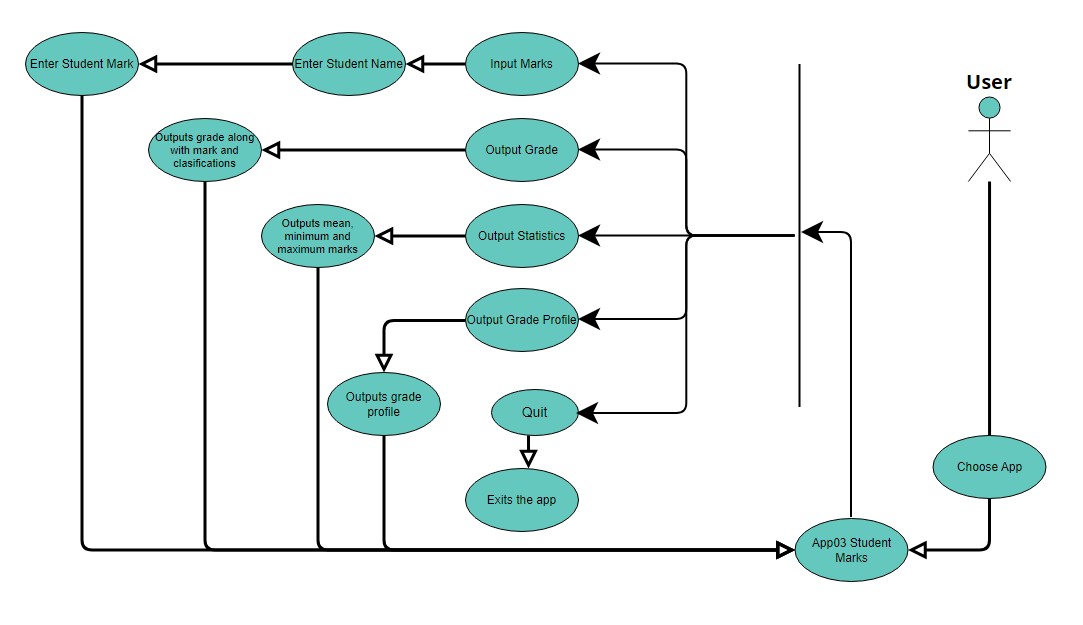 User
Enter Student Mark
Enter Student Name
Input Marks
Outputs grade along
with mark and
clasifications
Output Grade
Outputs mean,
minimum and
maximum marks
Output Statistics
Output Grade Profile
Outputs grade
profile
Quit
Exits the app
Choose App
App03 Student
Marks